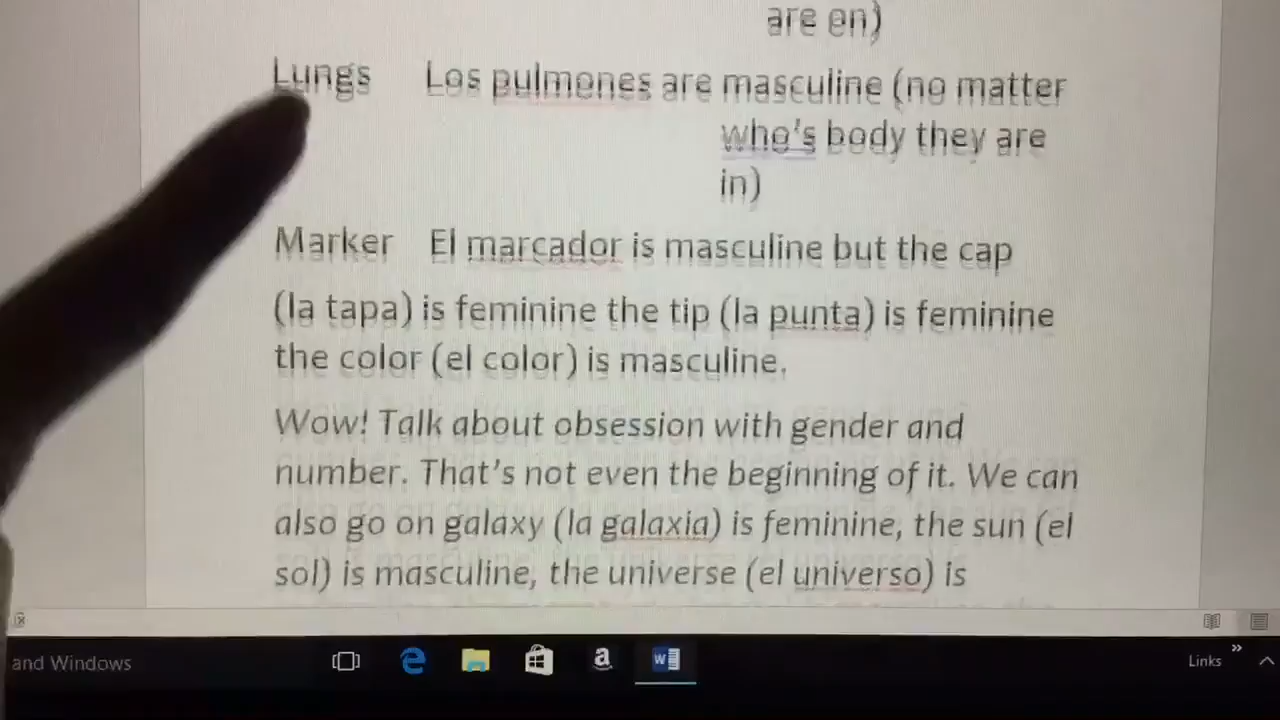 are en)
Lungs Los pulmones are masculine (no matter
who's body they are
in)
Marker El marcador is masculine but the cap
(la tapa) is feminine the tip (la punta) is feminine
the color (el color) is masculine.
Wow! Talk about obsession with gender and
number. That's not even the beginning of it. We can
also go on galaxy (la galaxia) is feminine, the sun (el
sol) is masculine, the universe (el universo) is
and Windows
Links